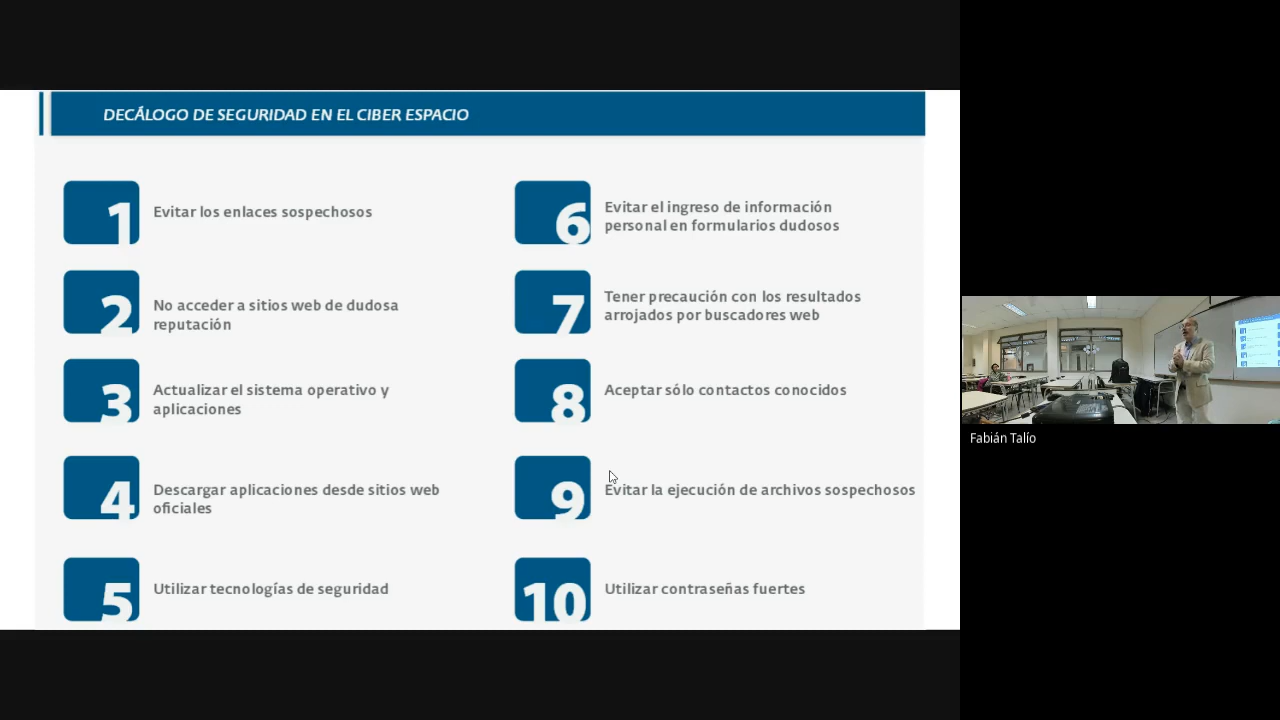 DECÁLOGO DE SEGURIDAD EN EL CIBER ESPACIO
1
Evitar los enlaces sospechosos
2
No acceder a sitios web de dudosa
reputación
3
Actualizar el sistema operativo y
aplicaciones
4
Descargar aplicaciones desde sitios web
oficiales
5
Utilizar tecnologías de seguridad
6
Evitar el ingreso de información
personal en formularios dudosos
7
Tener precaución con los resultados
arrojados por buscadores web
8
Aceptar sólo contactos conocidos
9
Evitar la ejecución de archivos sospechosos
10
Utilizar contraseñas fuertes
Fabián Talío